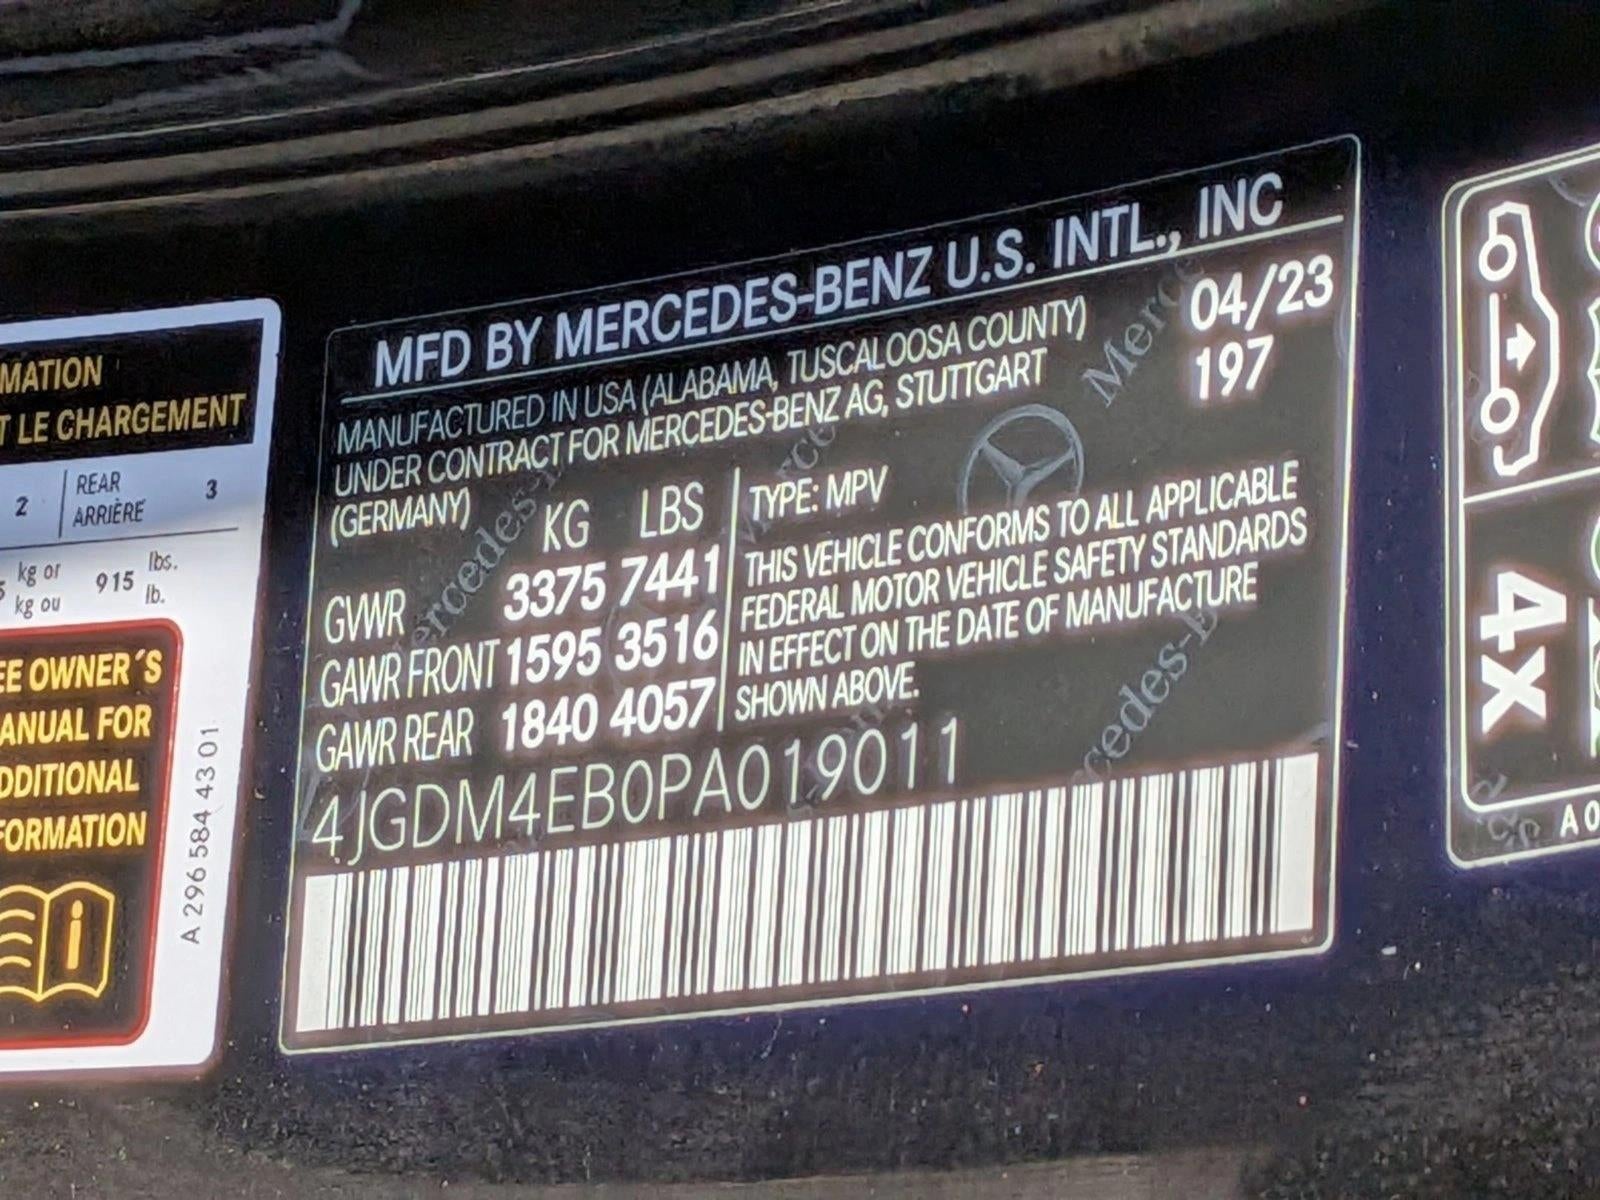 MATION
T LE CHARGEMENT
2 REAR ARRIÈRE 3
kg or kg ou 915 lbs. lb.
EE OWNER´S
ANUAL FOR
DDITIONAL
FORMATION
A 296 584 43 01
MFD BY MERCEDES-BENZ U.S. INTL., INC
MANUFACTURED IN USA (ALABAMA, TUSCALOOSA COUNTY)
UNDER CONTRACT FOR MERCEDES-BENZ AG, STUTTGART
(GERMANY)
04/23
197
KG LBS
GVWR 3375 7441
GAWR FRONT 1595 3516
GAWR REAR 1840 4057
TYPE: MPV
THIS VEHICLE CONFORMS TO ALL APPLICABLE
FEDERAL MOTOR VEHICLE SAFETY STANDARDS
IN EFFECT ON THE DATE OF MANUFACTURE
SHOWN ABOVE.
4JGDM4EB0PA019011
4x
A 0